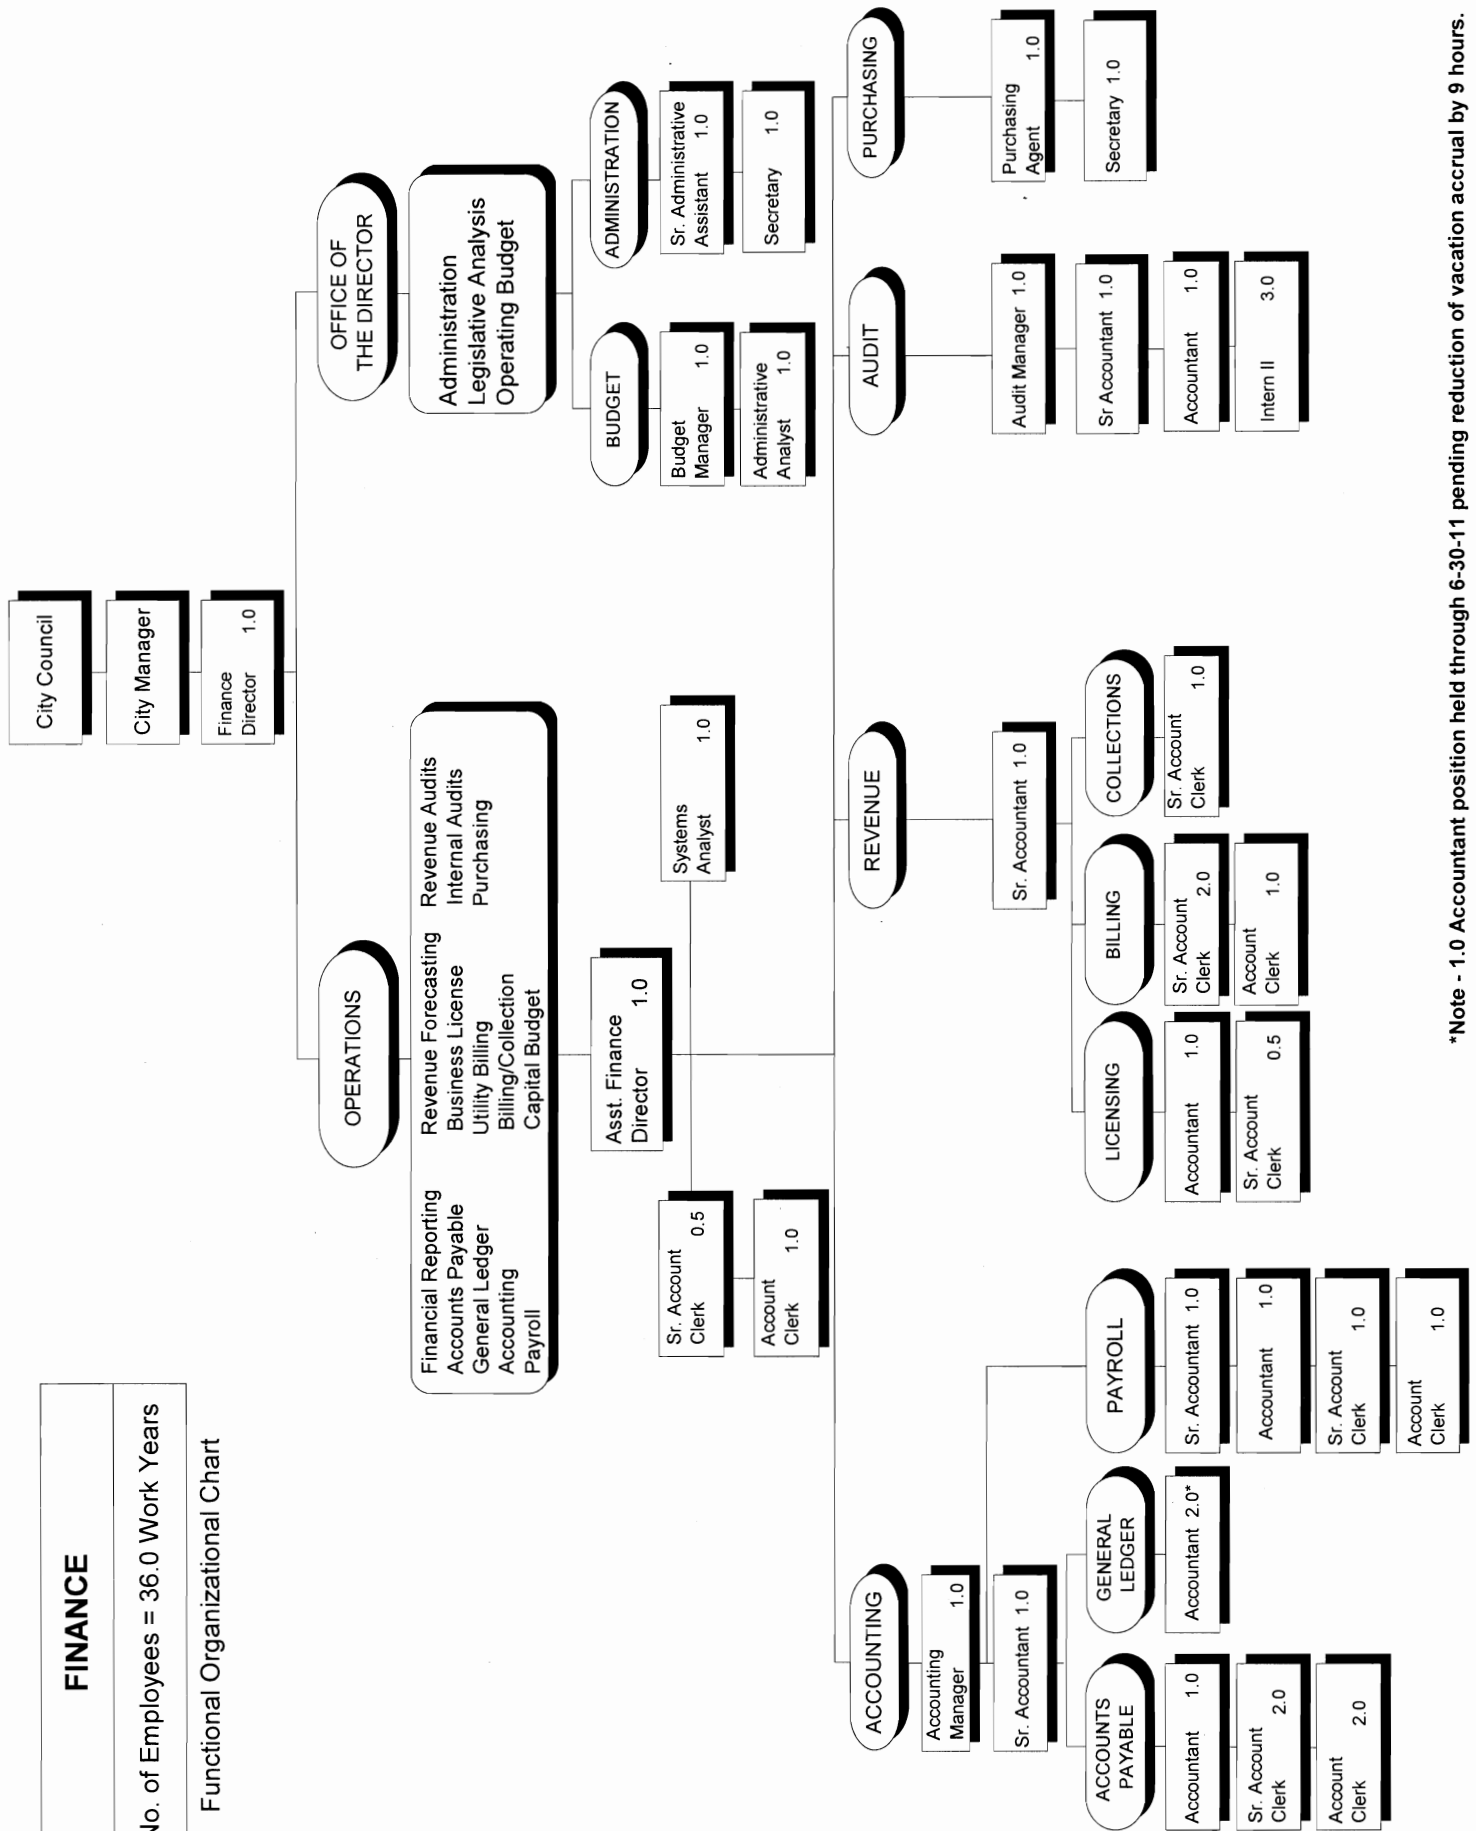 FINANCE
No. of Employees = 36.0 Work Years
Functional Organizational Chart
City Council
City Manager
Finance
Director 1.0
OPERATIONS
Financial Reporting
Accounts Payable
General Ledger
Accounting
Payroll
Revenue Forecasting
Business License
Utility Billing
Billing/Collection
Capital Budget
Revenue Audits
Internal Audits
Purchasing
OFFICE OF
THE DIRECTOR
Administration
Legislative Analysis
Operating Budget
BUDGET
Budget
Manager 1.0
Administrative
Analyst 1.0
ADMINISTRATION
Sr. Administrative
Assistant 1.0
Secretary 1.0
Asst. Finance
Director 1.0
Sr. Account
Clerk 0.5
Account
Clerk 1.0
Systems
Analyst 1.0
ACCOUNTING
Accounting
Manager 1.0
Sr. Accountant 1.0
ACCOUNTS
PAYABLE
Accountant 1.0
Sr. Account
Clerk 2.0
Account
Clerk 2.0
GENERAL
LEDGER
Accountant 2.0*
PAYROLL
Sr. Accountant 1.0
Accountant 1.0
Sr. Account
Clerk 1.0
Account
Clerk 1.0
REVENUE
Sr. Accountant 1.0
LICENSING
Accountant 1.0
Sr. Account
Clerk 0.5
BILLING
Sr. Account
Clerk 2.0
Account
Clerk 1.0
COLLECTIONS
Sr. Account
Clerk 1.0
AUDIT
Audit Manager 1.0
Sr Accountant 1.0
Accountant 1.0
Intern II 3.0
PURCHASING
Purchasing
Agent 1.0
Secretary 1.0
*Note - 1.0 Accountant position held through 6-30-11 pending reduction of vacation accrual by 9 hours.